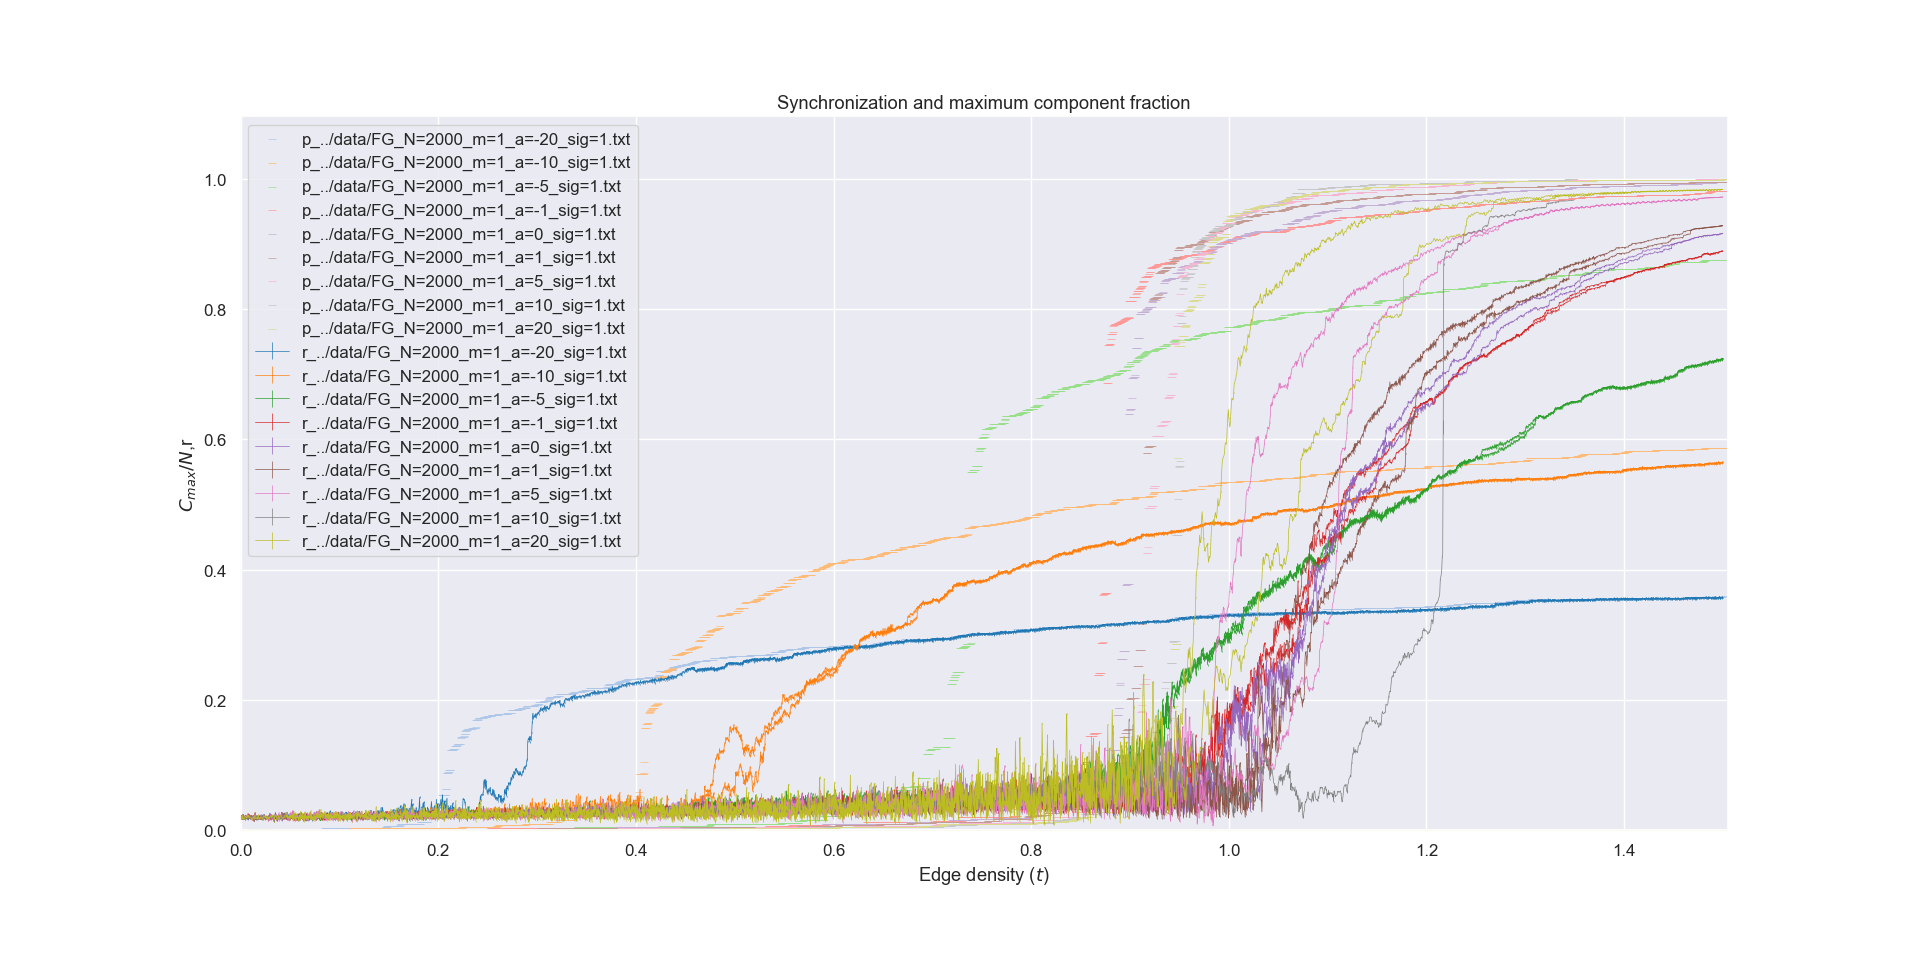 Synchronization and maximum component fraction
p_../data/FG_N=2000_m=1_a=-20_sig=1.txt
p_../data/FG_N=2000_m=1_a=-10_sig=1.txt
p_../data/FG_N=2000_m=1_a=-5_sig=1.txt
p_../data/FG_N=2000_m=1_a=-1_sig=1.txt
p_../data/FG_N=2000_m=1_a=0_sig=1.txt
p_../data/FG_N=2000_m=1_a=1_sig=1.txt
p_../data/FG_N=2000_m=1_a=5_sig=1.txt
p_../data/FG_N=2000_m=1_a=10_sig=1.txt
p_../data/FG_N=2000_m=1_a=20_sig=1.txt
r_../data/FG_N=2000_m=1_a=-20_sig=1.txt
r_../data/FG_N=2000_m=1_a=-10_sig=1.txt
r_../data/FG_N=2000_m=1_a=-5_sig=1.txt
r_../data/FG_N=2000_m=1_a=-1_sig=1.txt
r_../data/FG_N=2000_m=1_a=0_sig=1.txt
r_../data/FG_N=2000_m=1_a=1_sig=1.txt
r_../data/FG_N=2000_m=1_a=5_sig=1.txt
r_../data/FG_N=2000_m=1_a=10_sig=1.txt
r_../data/FG_N=2000_m=1_a=20_sig=1.txt
1.0
0.8
0.6
0.4
0.2
0.0
C_max/N,r
0.0 0.2 0.4 0.6 0.8 1.0 1.2 1.4
Edge density (t)